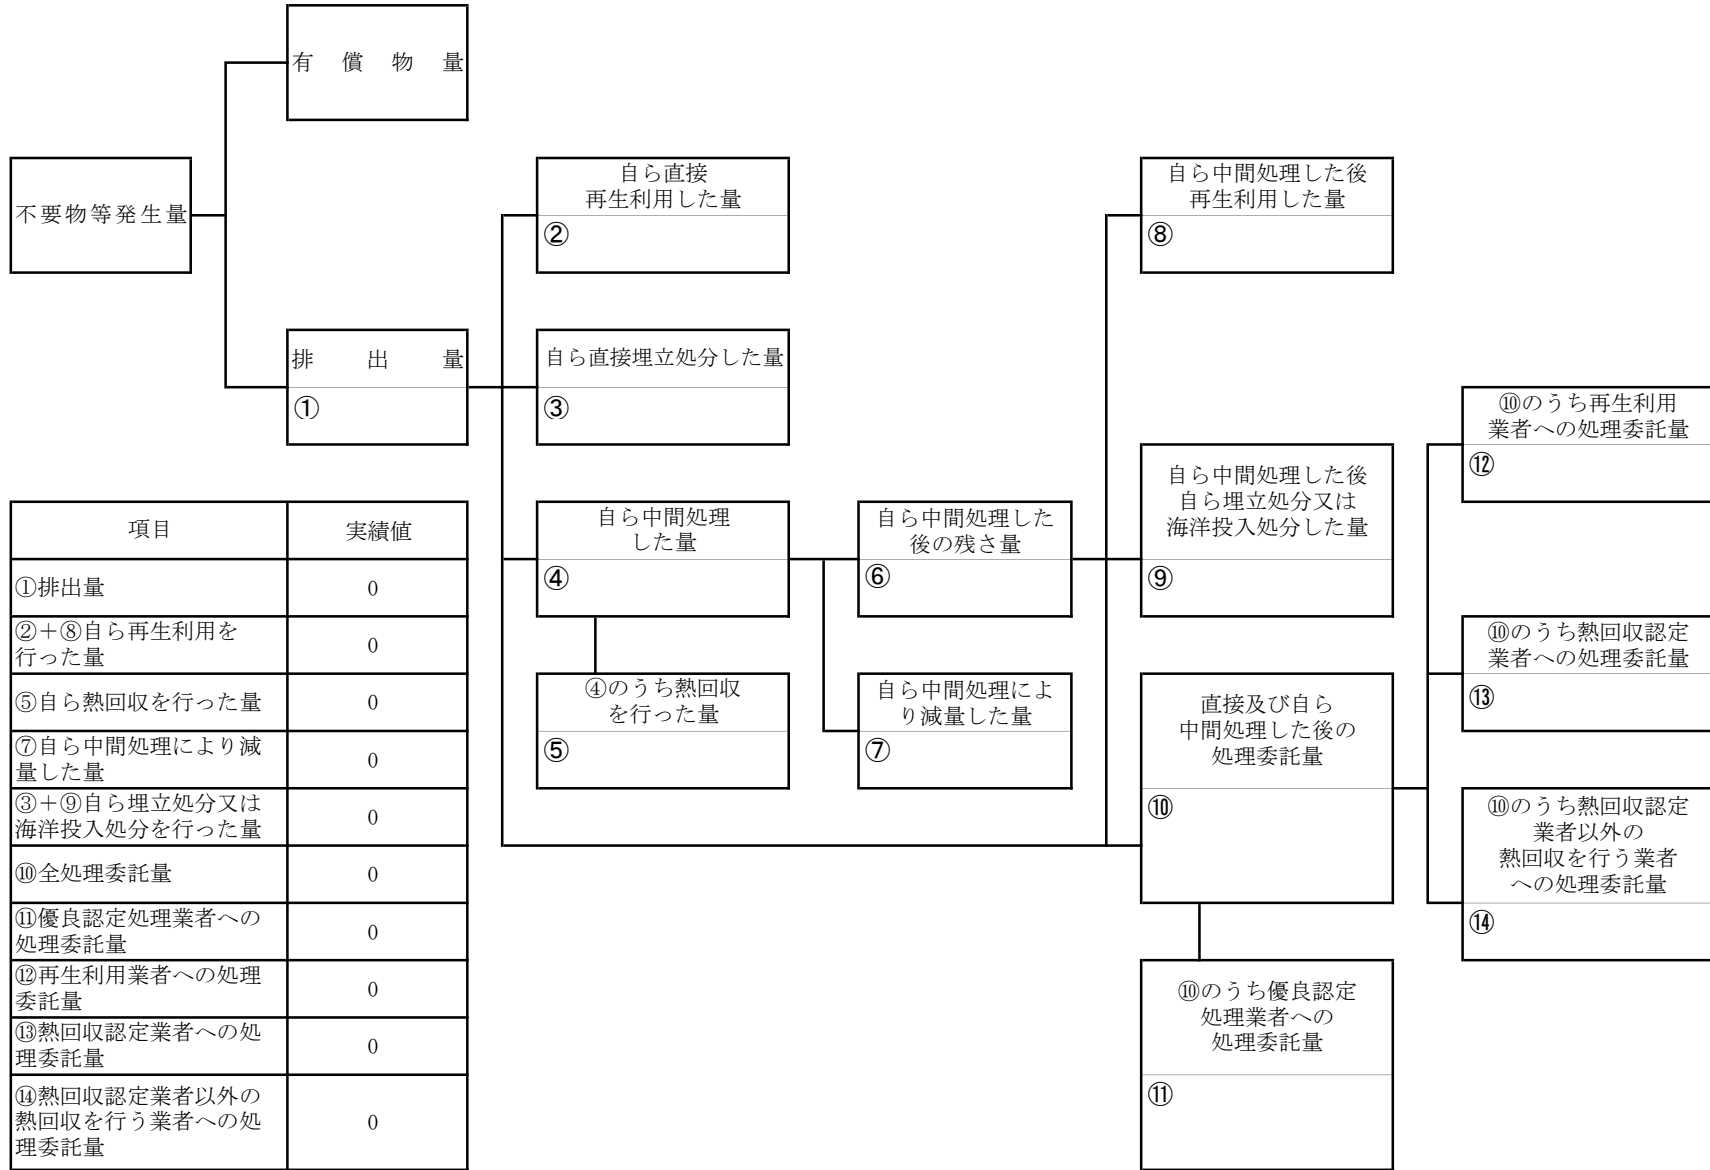 有償物量
不要物等発生量
自ら直接
再生利用した量
②
自ら中間処理した後
再生利用した量
⑧
排出量
①
自ら直接埋立処分した量
③
⑩のうち再生利用
業者への処理委託量
⑫
自ら中間処理した後
自ら埋立処分又は
海洋投入処分した量
⑨
自ら中間処理
した量
④
自ら中間処理した
後の残さ量
⑥
⑩のうち熱回収認定
業者への処理委託量
⑬
④のうち熱回収
を行った量
⑤
自ら中間処理によ
り減量した量
⑦
直接及び自ら
中間処理した後の
処理委託量
⑩
⑩のうち熱回収認定
業者以外の
熱回収を行う業者
への処理委託量
⑭
⑩のうち優良認定
処理業者への
処理委託量
⑪
項目 実績値
①排出量 0
②+⑧自ら再生利用を
行った量 0
⑤自ら熱回収を行った量 0
⑦自ら中間処理により減
量した量 0
③+⑨自ら埋立処分又は
海洋投入処分を行った量 0
⑩全処理委託量 0
⑪優良認定処理業者への
処理委託量 0
⑫再生利用業者への処理
委託量 0
⑬熱回収認定業者への処
理委託量 0
⑭熱回収認定業者以外の
熱回収を行う業者への処
理委託量 0